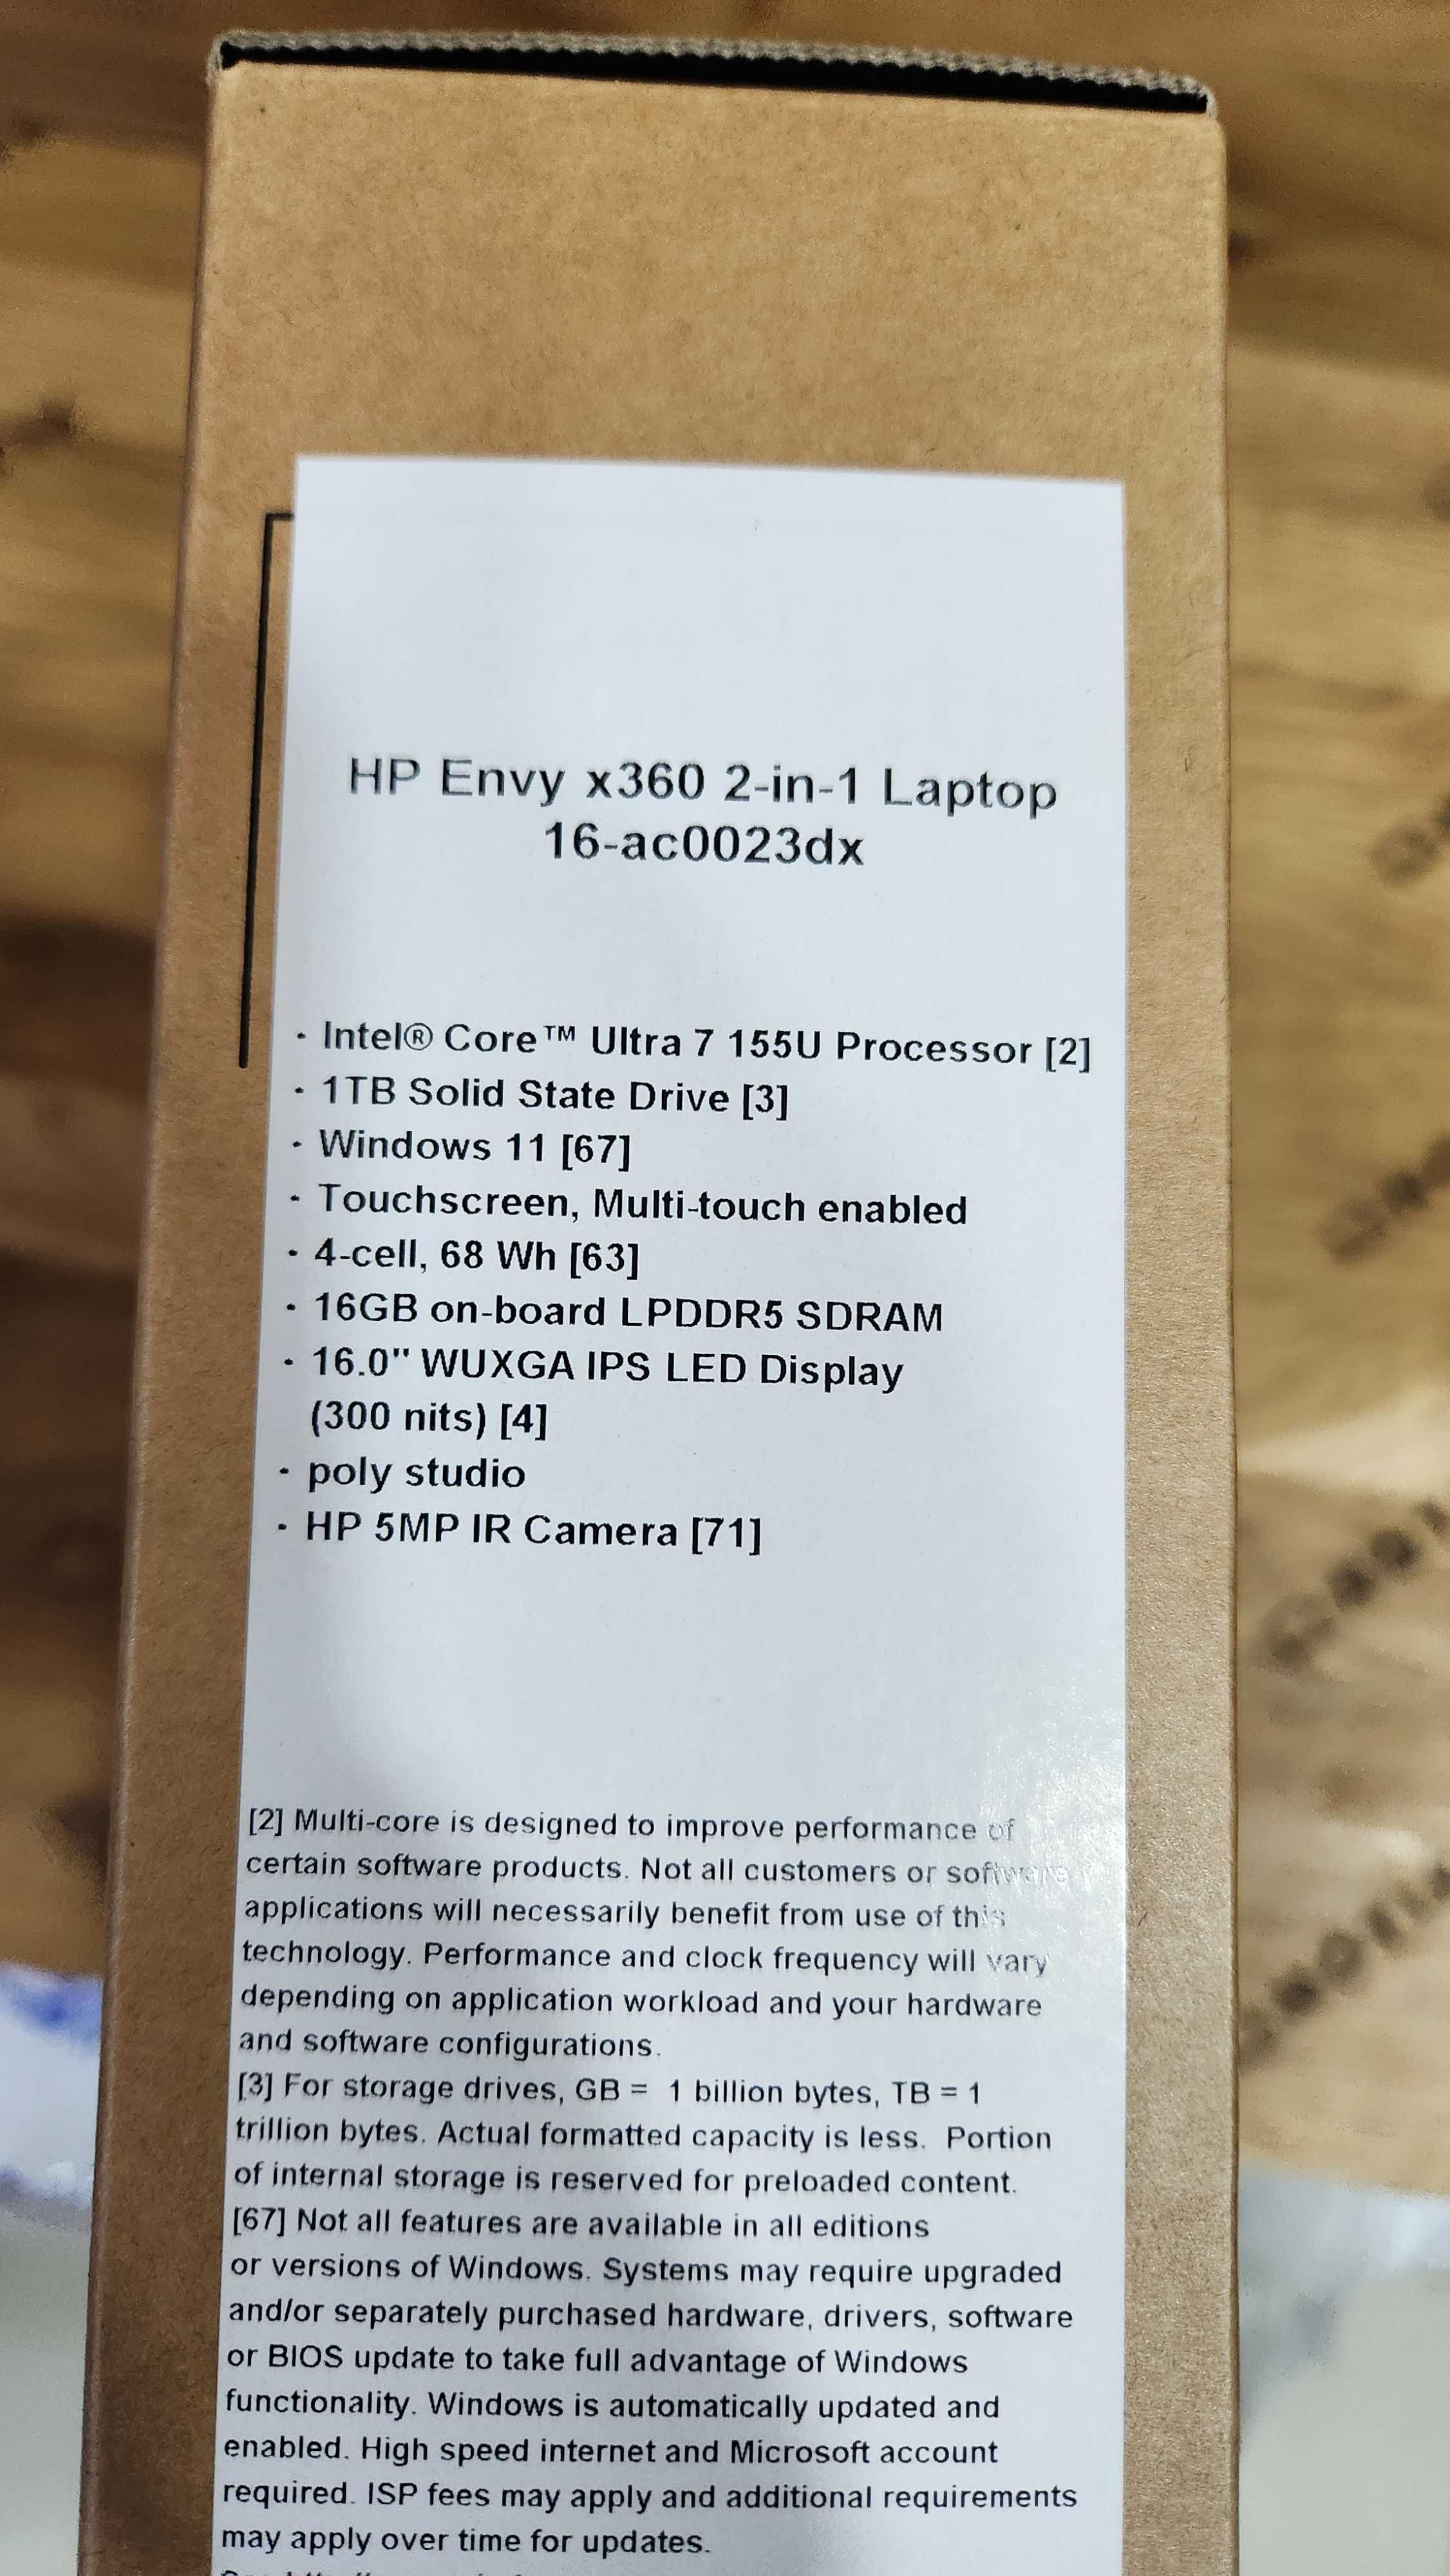 HP Envy x360 2-in-1 Laptop
16-ac0023dx
· Intel® Core™ Ultra 7 155U Processor [2]
· 1TB Solid State Drive [3]
· Windows 11 [67]
· Touchscreen, Multi-touch enabled
· 4-cell, 68 Wh [63]
· 16GB on-board LPDDR5 SDRAM
· 16.0" WUXGA IPS LED Display
(300 nits) [4]
· poly studio
· HP 5MP IR Camera [71]
[2] Multi-core is designed to improve performance of
certain software products. Not all customers or software
applications will necessarily benefit from use of this
technology. Performance and clock frequency will vary
depending on application workload and your hardware
and software configurations.
[3] For storage drives, GB = 1 billion bytes, TB = 1
trillion bytes. Actual formatted capacity is less. Portion
of internal storage is reserved for preloaded content.
[67] Not all features are available in all editions
or versions of Windows. Systems may require upgraded
and/or separately purchased hardware, drivers, software
or BIOS update to take full advantage of Windows
functionality. Windows is automatically updated and
enabled. High speed internet and Microsoft account
required. ISP fees may apply and additional requirements
may apply over time for updates.